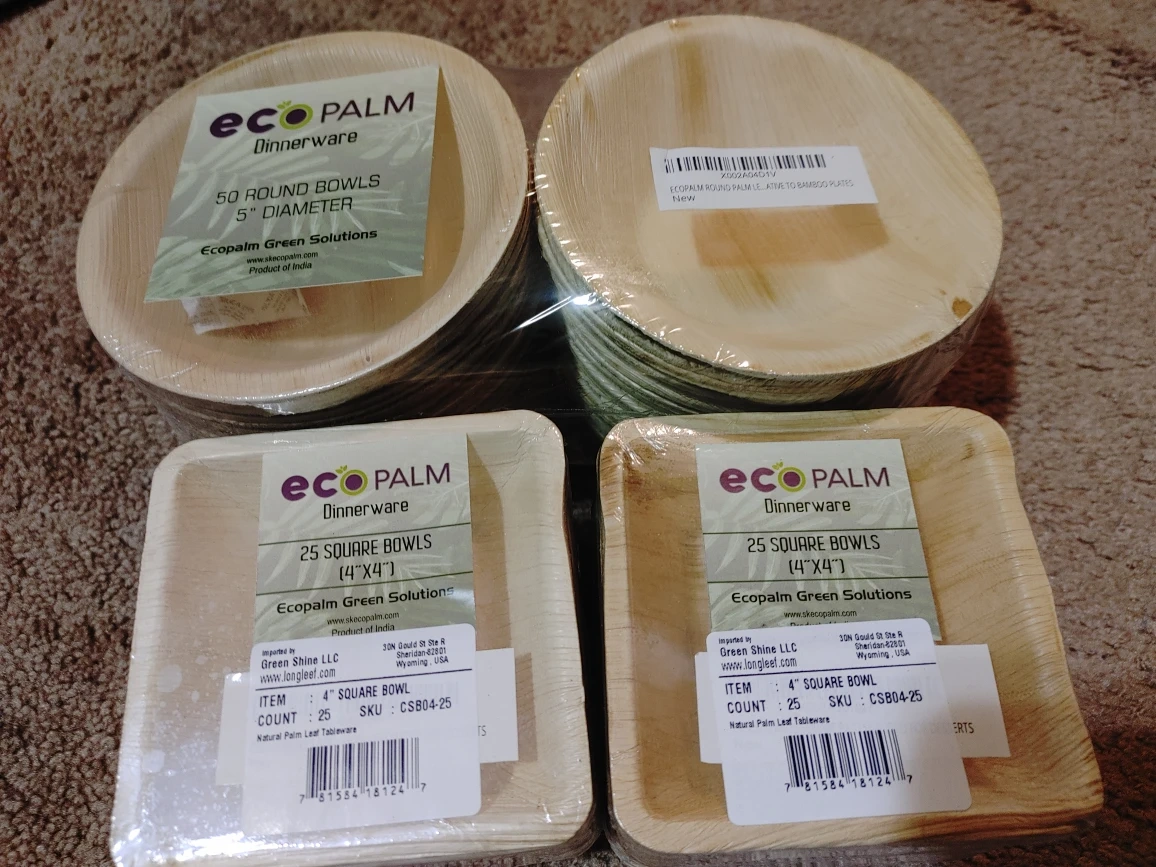 eco PALM
Dinnerware
50 ROUND BOWLS
5" DIAMETER
Ecopalm Green Solutions
www.skecopalm.com
Product of India
X002A04D1V
ECOPALM ROUND PALM LE...ATIVE TO BAMBOO PLATES
New
eco PALM
Dinnerware
25 SQUARE BOWLS
(4"X4")
Ecopalm Green Solutions
www.skecopalm.com
Product of India
Imported by
Green Shine LLC
www.longleef.com
30N Gould St Ste R
Sheridan-82801
Wyoming , USA
ITEM : 4" SQUARE BOWL
COUNT : 25 SKU : CSB04-25
Natural Palm Leaf Tableware
7 81584 18124 7
TS
eco PALM
Dinnerware
25 SQUARE BOWLS
(4"X4")
Ecopalm Green Solutions
www.skecopalm.com
Product of India
Imported by
Green Shine LLC
www.longleef.com
30N Gould St Ste R
Sheridan-82801
Wyoming , USA
ITEM : 4" SQUARE BOWL
COUNT : 25 SKU : CSB04-25
Natural Palm Leaf Tableware
7 81584 18124 7
ERTS